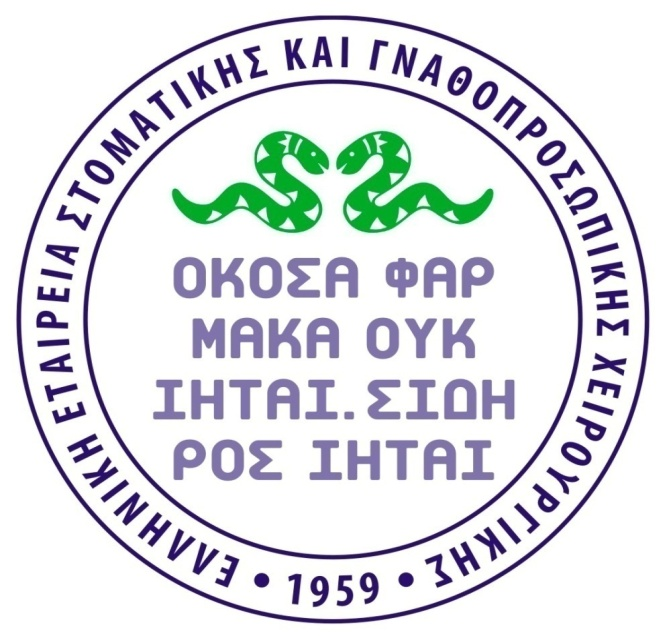 ΕΛΛΗΝΙΚΗ ΕΤΑΙΡΕΙΑ ΣΤΟΜΑΤΙΚΗΣ ΚΑΙ ΓΝΑΘΟΠΡΟΣΩΠΙΚΗΣ ΧΕΙΡΟΥΡΓΙΚΗΣ
ΟΚΟΣΑ ΦΑΡ
ΜΑΚΑ ΟΥΚ
ΙΗΤΑΙ. ΣΙΔΗ
ΡΟΣ ΙΗΤΑΙ
• 1959 •